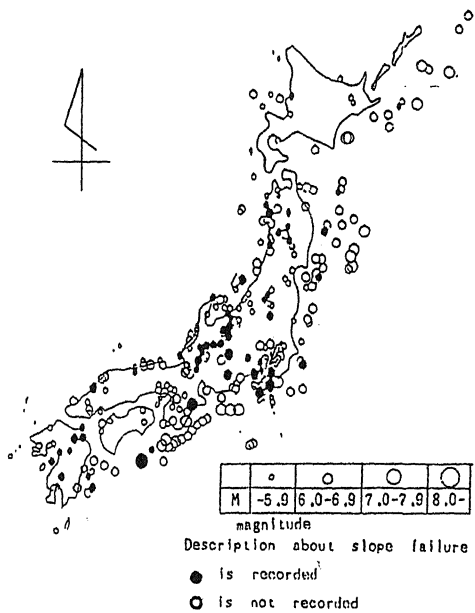 M -5.9 6.0-6.9 7.0-7.9 8.0-
magnitude
Description about slope failure
is recorded
is not recorded